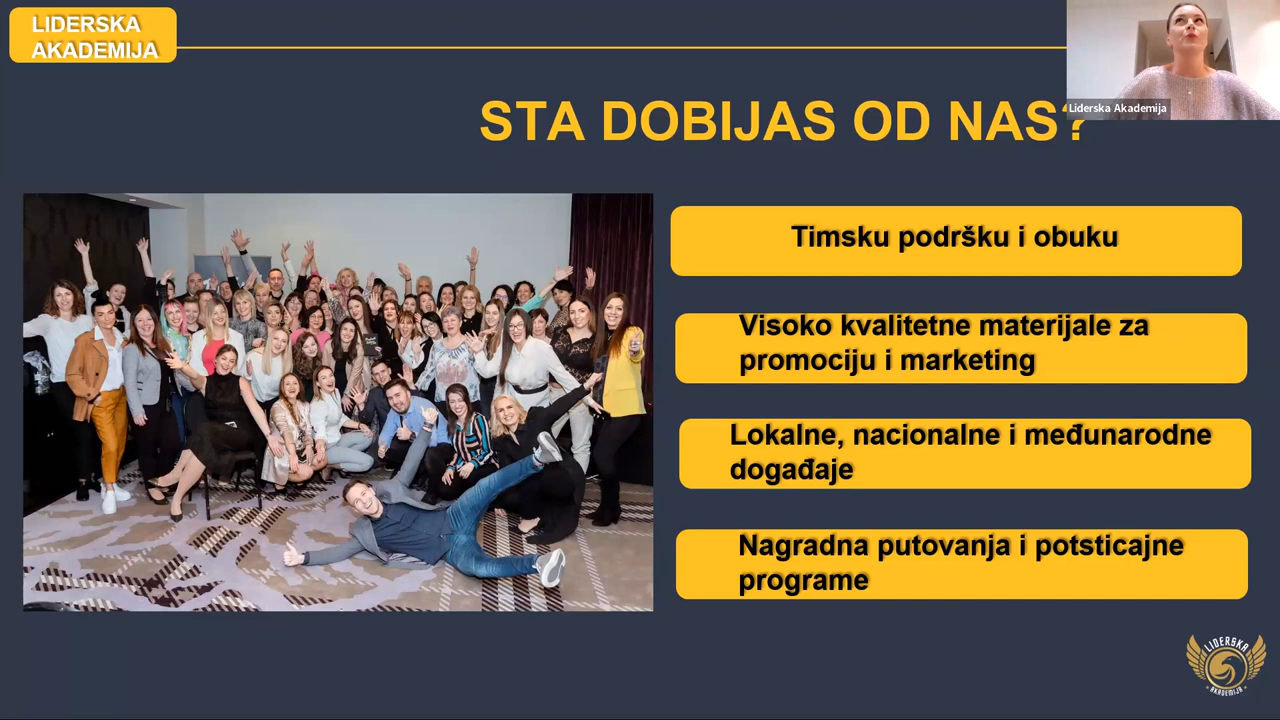 LIDERSKA
AKADEMIJA
Liderska Akademija
STA DOBIJAS OD NAS?
Timsku podršku i obuku
Visoko kvalitetne materijale za
promociju i marketing
Lokalne, nacionalne i međunarodne
događaje
Nagradna putovanja i potsticajne
programe
LIDERSKA
AKADEMIJA